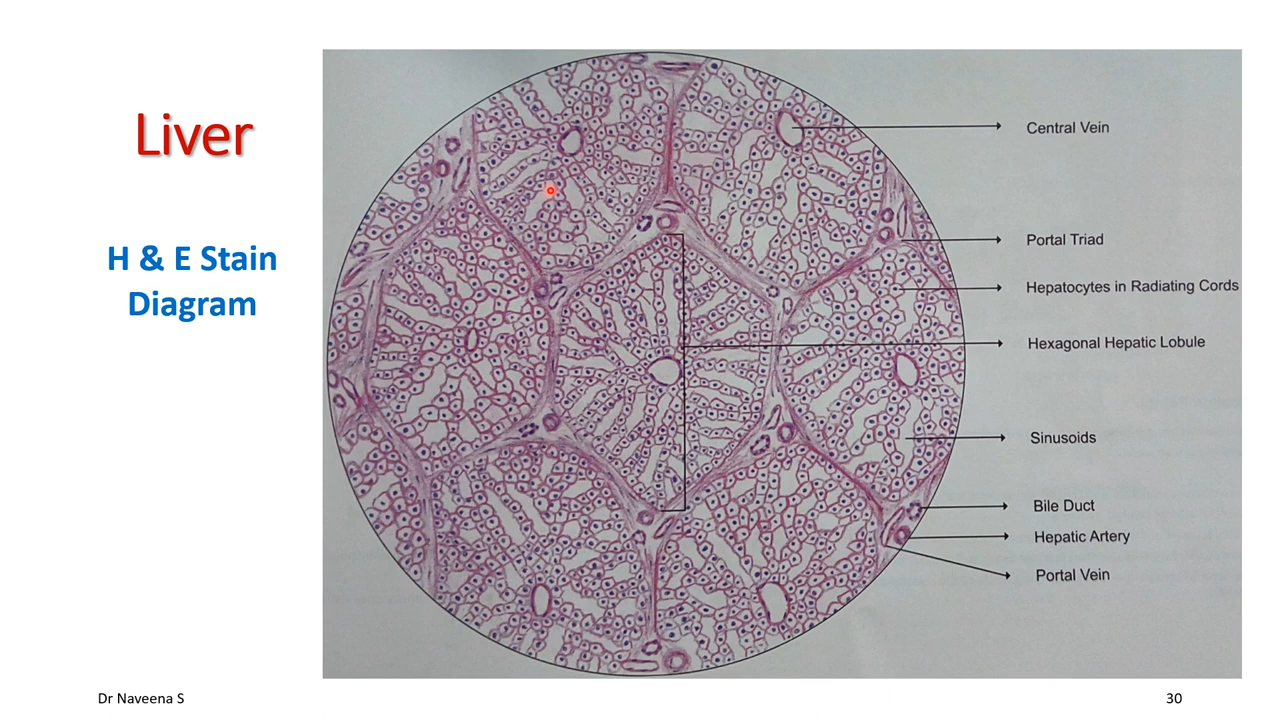 Liver
H & E Stain
Diagram
Central Vein
Portal Triad
Hepatocytes in Radiating Cords
Hexagonal Hepatic Lobule
Sinusoids
Bile Duct
Hepatic Artery
Portal Vein
Dr Naveena S
30